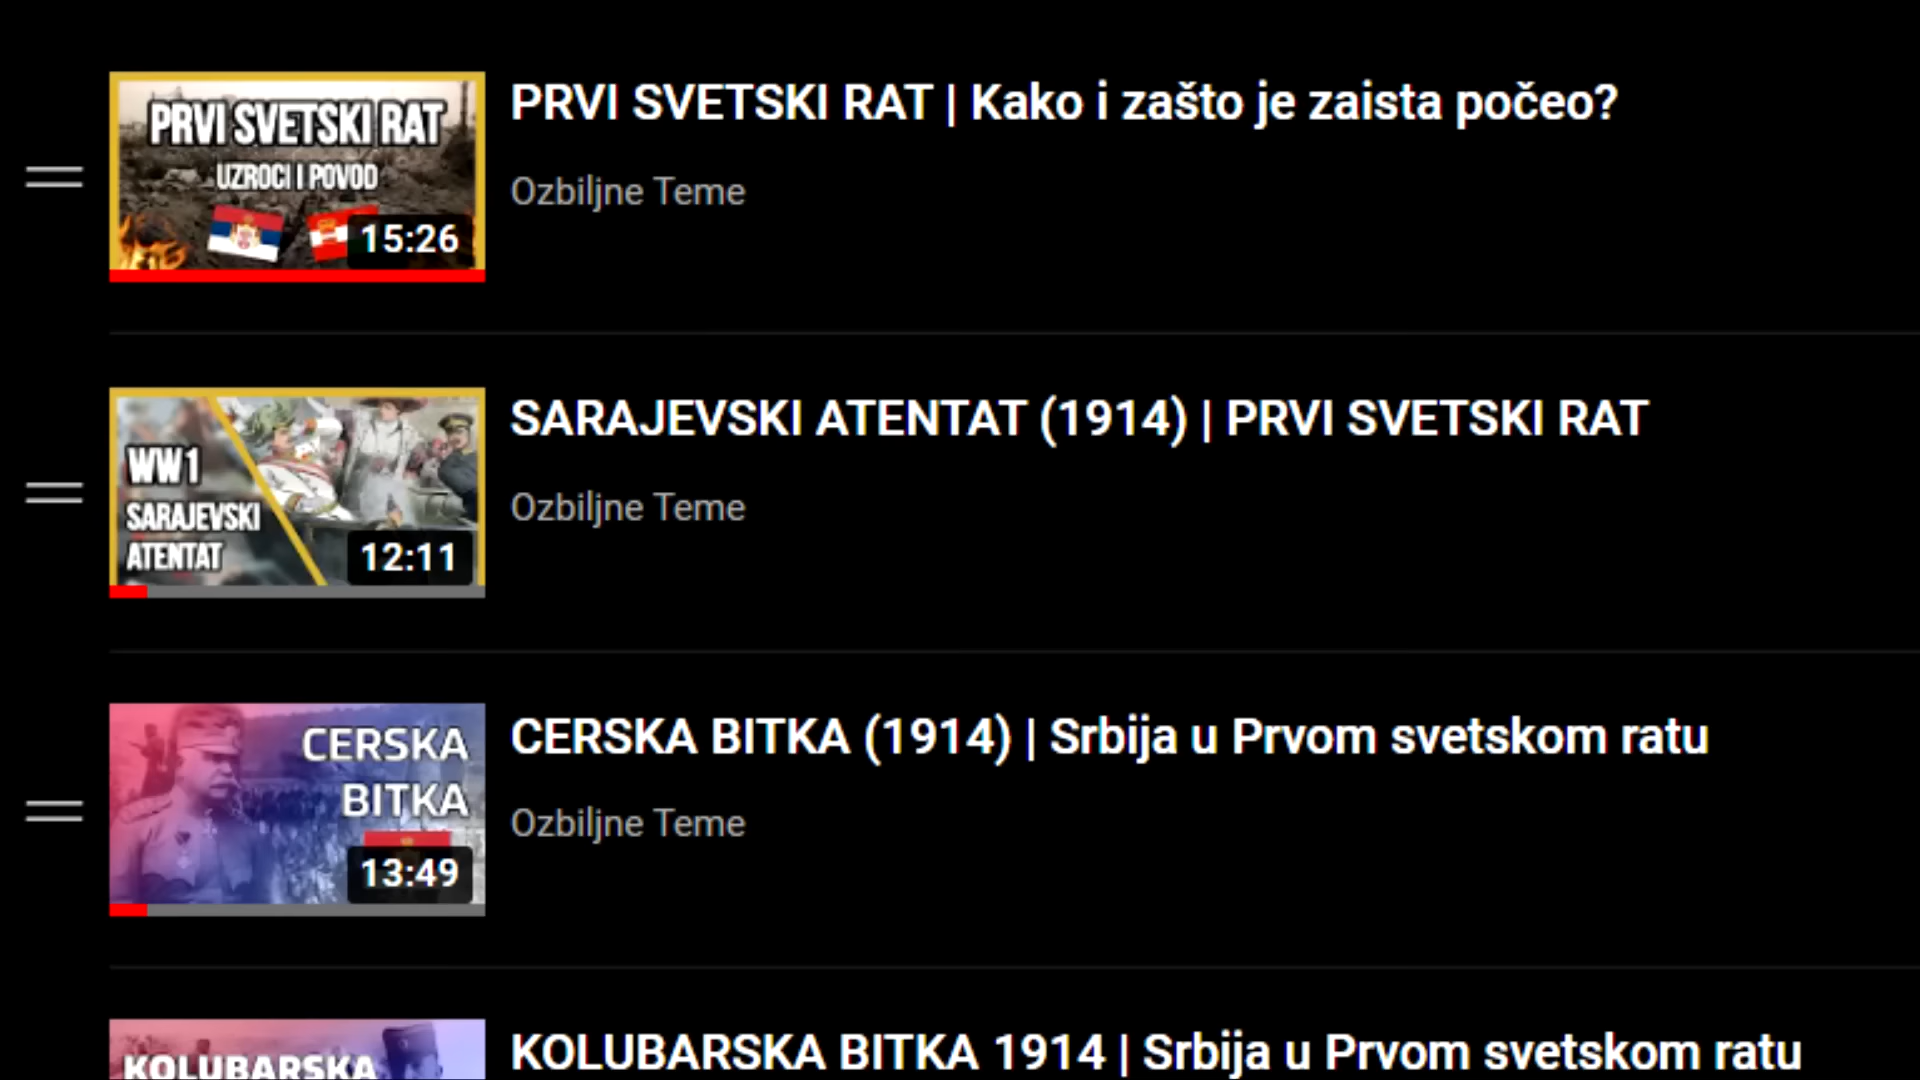 PRVI SVETSKI RAT
UZROCI I POVOD
15:26
PRVI SVETSKI RAT | Kako i zašto je zaista počeo?
Ozbiljne Teme
WW1
SARAJEVSKI
ATENTAT
12:11
SARAJEVSKI ATENTAT (1914) | PRVI SVETSKI RAT
Ozbiljne Teme
CERSKA
BITKA
13:49
CERSKA BITKA (1914) | Srbija u Prvom svetskom ratu
Ozbiljne Teme
KOLUBARSKA
KOLUBARSKA BITKA 1914 | Srbija u Prvom svetskom ratu